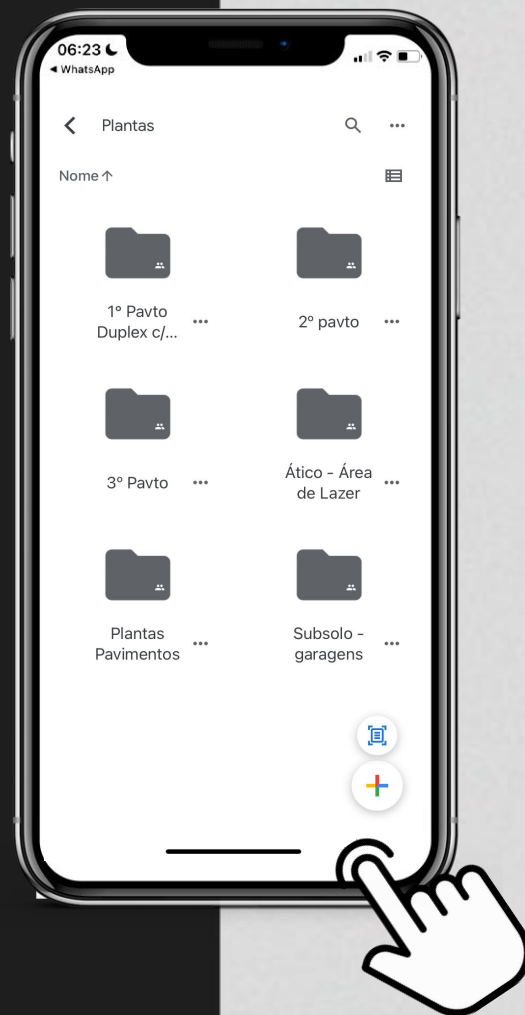 06:23
◀ WhatsApp
Plantas
Nome ↑
1º Pavto
Duplex c/...
2º pavto
3º Pavto
Ático - Área
de Lazer
Plantas
Pavimentos
Subsolo -
garagens